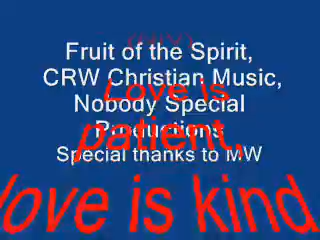 (NIV)
Fruit of the Spirit,
CRW Christian Music,
Love is
Nobody Special
patient,
Productions
Special thanks to MW
love is kind.